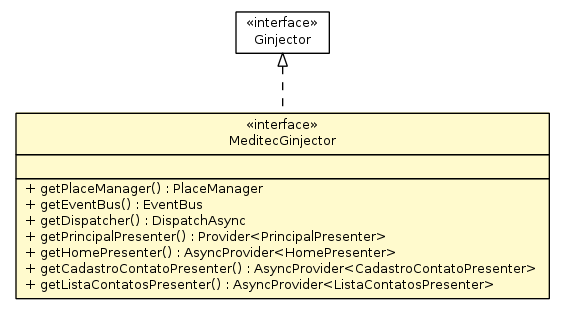 «interface»
Ginjector
«interface»
MeditecGinjector
+ getPlaceManager() : PlaceManager
+ getEventBus() : EventBus
+ getDispatcher() : DispatchAsync
+ getPrincipalPresenter() : Provider<PrincipalPresenter>
+ getHomePresenter() : AsyncProvider<HomePresenter>
+ getCadastroContatoPresenter() : AsyncProvider<CadastroContatoPresenter>
+ getListaContatosPresenter() : AsyncProvider<ListaContatosPresenter>